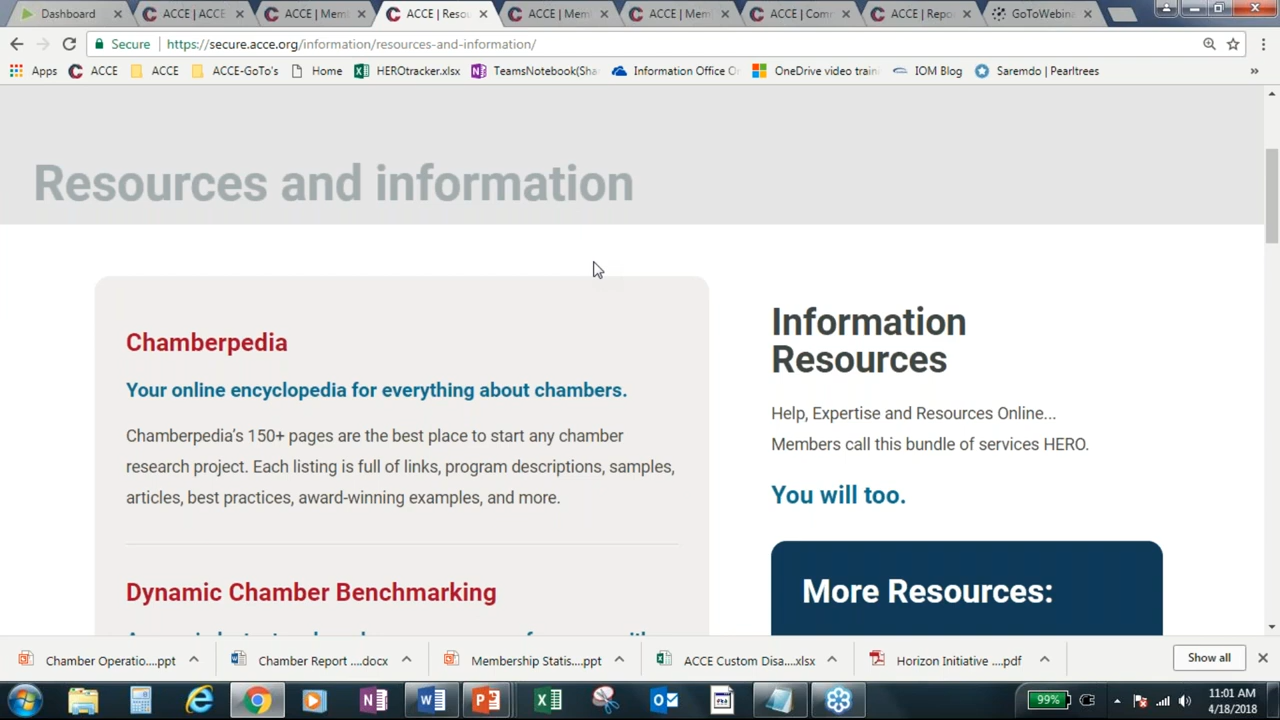 Dashboard
ACCE | ACCE
ACCE | Mem
ACCE | Reso
ACCE | Mem
ACCE | Mem
ACCE | Com
ACCE | Repo
GoToWebina
Secure
https://secure.acce.org/information/resources-and-information/
Apps
ACCE
ACCE
ACCE-GoTo's
Home
HEROtracker.xlsx
TeamsNotebook(Sha
Information Office O
OneDrive video train
IOM Blog
Saremdo | Pearltrees
»
Resources and information
Chamberpedia
Your online encyclopedia for everything about chambers.
Chamberpedia's 150+ pages are the best place to start any chamber
research project. Each listing is full of links, program descriptions, samples,
articles, best practices, award-winning examples, and more.
Dynamic Chamber Benchmarking
Information
Resources
Help, Expertise and Resources Online...
Members call this bundle of services HERO.
You will too.
More Resources:
Chamber Operatio....ppt
Chamber Report ....docx
Membership Statis....ppt
ACCE Custom Disa....xlsx
Horizon Initiative ....pdf
Show all
99%
11:01 AM
4/18/2018